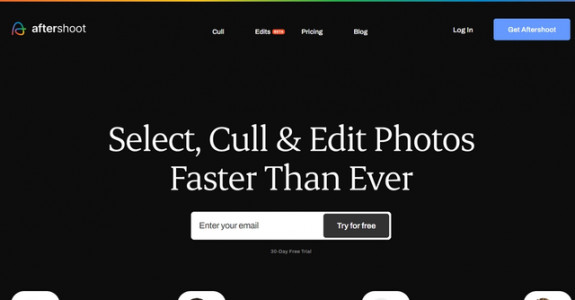 aftershoot
Cull
Edits BETA
Pricing
Blog
Log In
Get Aftershoot
Select, Cull & Edit Photos
Faster Than Ever
Enter your email
Try for free
30-Day Free Trial